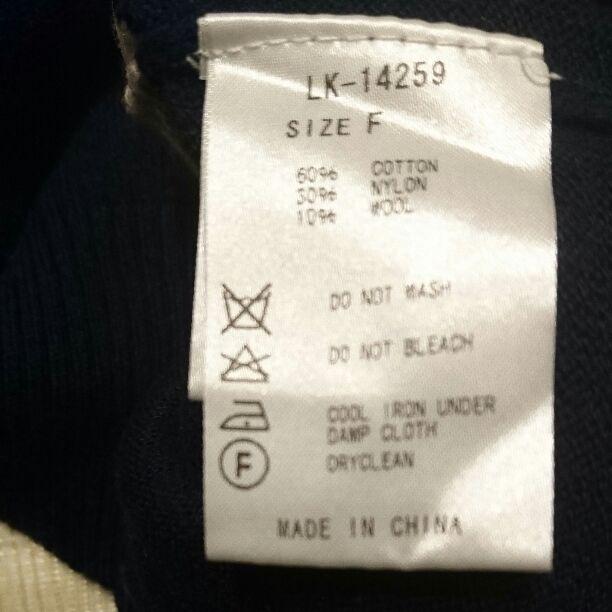 LK-14259
SIZE F
60% COTTON
30% NYLON
10% WOOL
DO NOT WASH
DO NOT BLEACH
COOL IRON UNDER
DAMP CLOTH
F DRYCLEAN
MADE IN CHINA